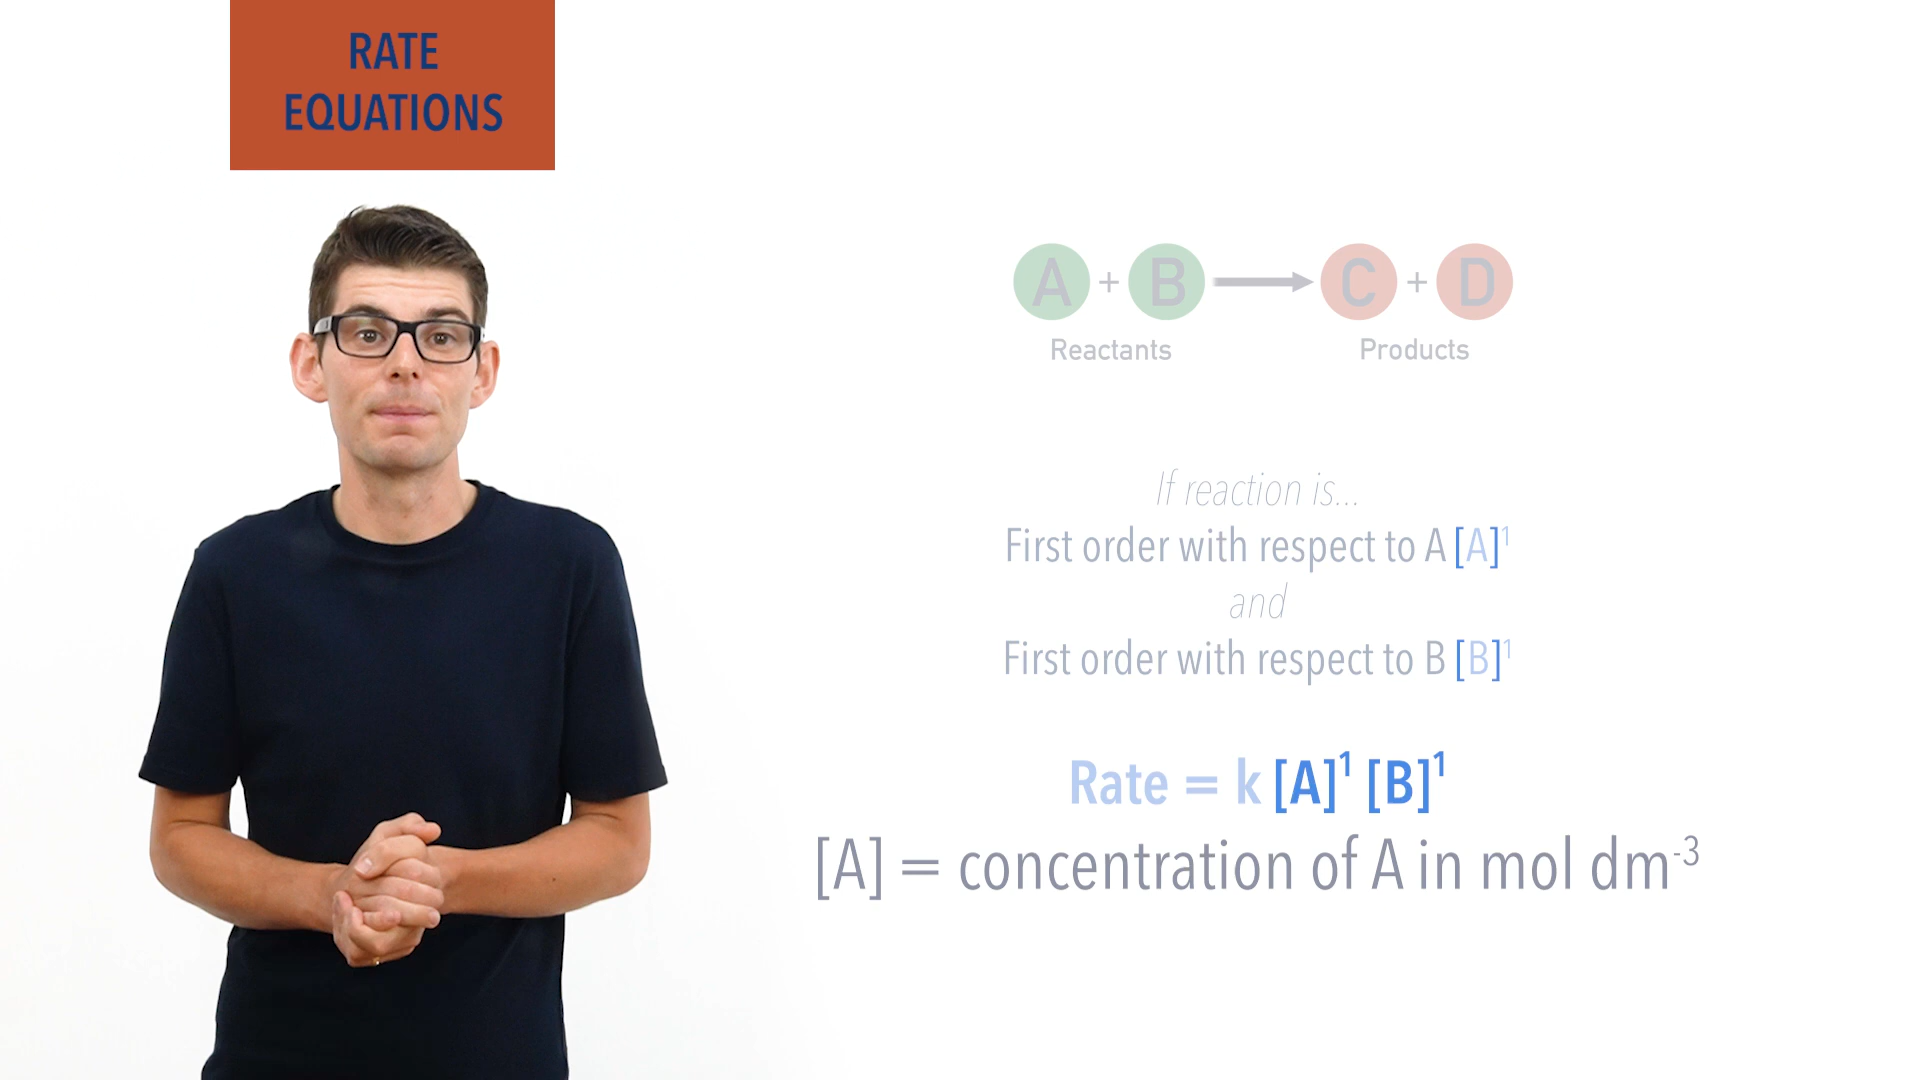 RATE
EQUATIONS
A + B → C + D
Reactants Products
If reaction is...
First order with respect to A [A]¹
and
First order with respect to B [B]¹
Rate = k [A]¹ [B]¹
[A] = concentration of A in mol dm⁻³